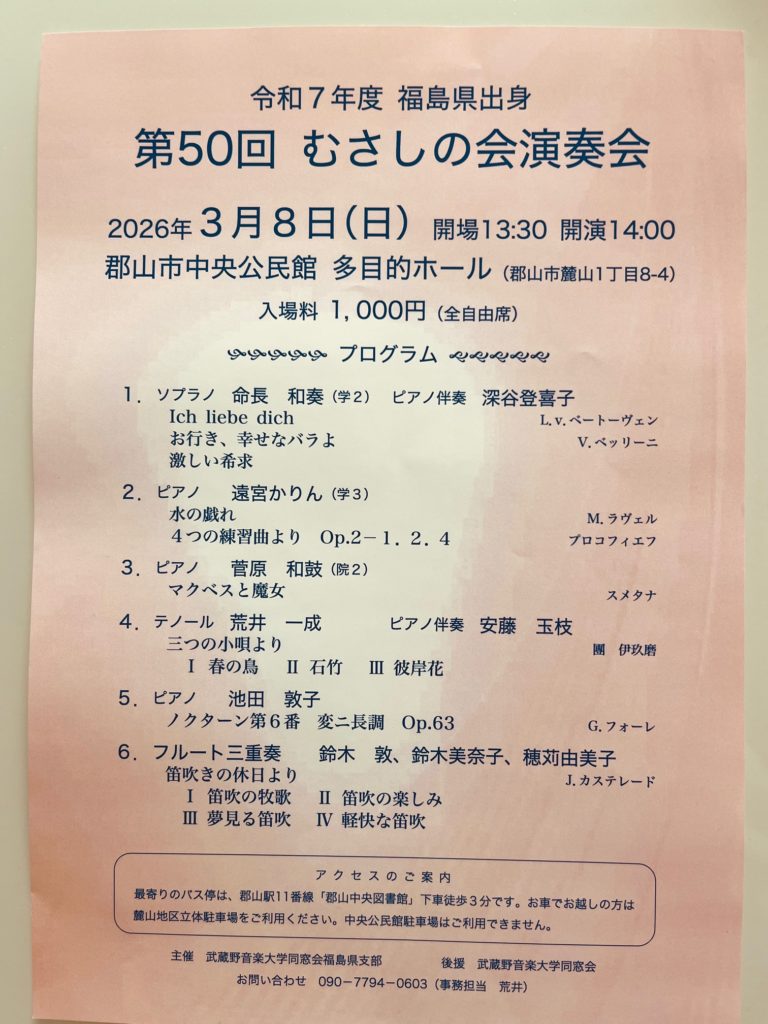 令和7年度 福島県出身
第50回 むさしの会演奏会
2026年 3月8日(日) 開場13:30 開演14:00
郡山市中央公民館 多目的ホール (郡山市麓山1丁目8-4)
入場料 1,000円 (全自由席)
プログラム
1. ソプラノ 命長 和奏 (学2) ピアノ伴奏 深谷登喜子
Ich liebe dich L.v.ベートーヴェン
お行き、幸せなバラよ V.ベッリーニ
激しい希求
2. ピアノ 遠宮かりん (学3)
水の戯れ M.ラヴェル
4つの練習曲より Op.2－1.2.4 プロコフィエフ
3. ピアノ 菅原 和鼓 (院2)
マクベスと魔女 スメタナ
4. テノール 荒井 一成 ピアノ伴奏 安藤 玉枝
三つの小唄より 團 伊玖磨
Ⅰ 春の鳥 Ⅱ 石竹 Ⅲ 彼岸花
5. ピアノ 池田 敦子
ノクターン第6番 変ニ長調 Op.63 G.フォーレ
6. フルート三重奏 鈴木 敦、鈴木美奈子、穂苅由美子
笛吹きの休日より J.カステレード
Ⅰ 笛吹の牧歌 Ⅱ 笛吹の楽しみ
Ⅲ 夢見る笛吹 Ⅳ 軽快な笛吹
アクセスのご案内
最寄りのバス停は、郡山駅11番線「郡山中央図書館」下車徒歩3分です。お車でお越しの方は
麓山地区立体駐車場をご利用ください。中央公民館駐車場はご利用できません。
主催 武蔵野音楽大学同窓会福島県支部 後援 武蔵野音楽大学同窓会
お問い合わせ 090－7794－0603 (事務担当 荒井)